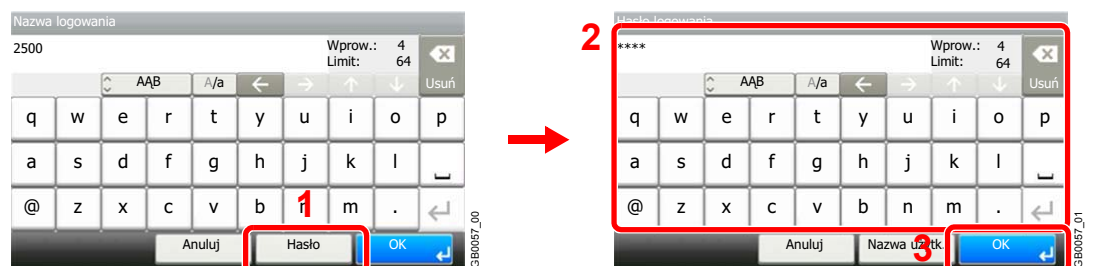 Nazwa logowania
2500
Wprow.: 4
Limit: 64
AĄB A/a Usuń
q w e r t y u i o p
a s d f g h j k l
@ z x c v b n m .
1
Anuluj Hasło OK
GB0057_00
Hasło logowania
2
****
Wprow.: 4
Limit: 64
AĄB A/a Usuń
q w e r t y u i o p
a s d f g h j k l
@ z x c v b n m .
3
Anuluj Nazwa użytk. OK
GB0057_01